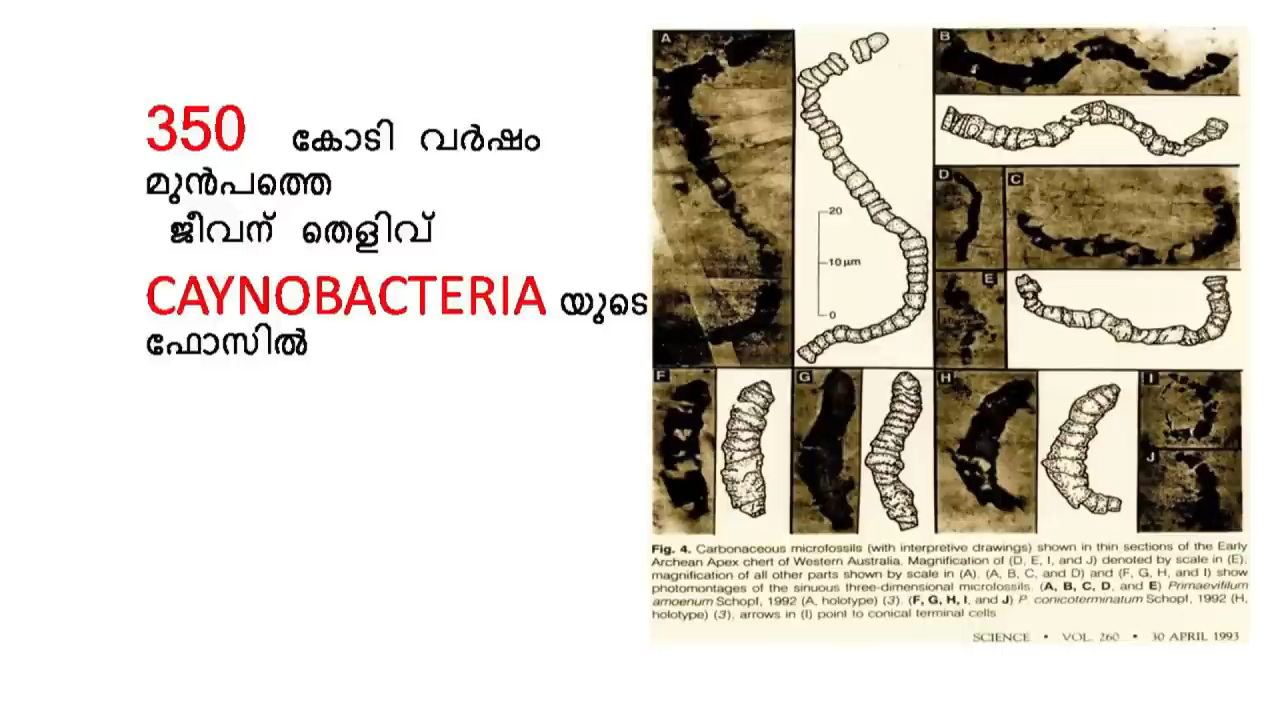 350 കോടി വർഷം
മുൻപത്തെ
ജീവന് തെളിവ്
CAYNOBACTERIA യുടെ
ഫോസിൽ
A
B
D
C
20
10 µm
0
E
F
G
H
I
J
Fig. 4. Carbonaceous microfossils (with interpretive drawings) shown in thin sections of the Early
Archean Apex chert of Western Australia. Magnification of (D, E, I, and J) denoted by scale in (E),
magnification of all other parts shown by scale in (A). (A, B, C, and D) and (F, G, H, and I) show
photomontages of the sinuous three-dimensional microfossils. (A, B, C, D, and E) Primaevifilum
amoenum Schopf, 1992 (A, holotype) (3). (F, G, H, I, and J) P. conicoterminatum Schopf, 1992 (H,
holotype) (3), arrows in (I) point to conical terminal cells
SCIENCE • VOL. 260 • 30 APRIL 1993